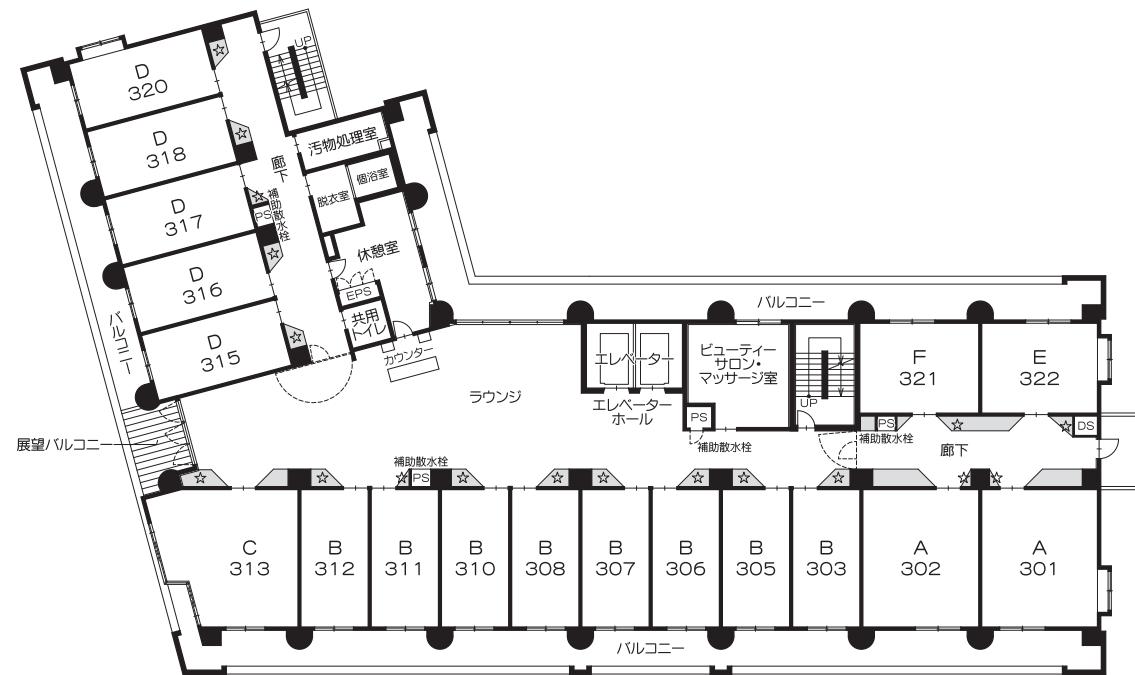 UP
D
320
D
318
汚物処理室
廊下
個浴室
脱衣室
D
317
PS
補助散水栓
休憩室
D
316
EPS
共用
トイレ
バルコニー
D
315
カウンター
バルコニー
エレベーター
ビューティー
サロン・
マッサージ室
F
321
E
322
ラウンジ
エレベーター
ホール
UP
PS
補助散水栓
PS
補助散水栓
DS
廊下
展望バルコニー
補助散水栓
PS
C
313
B
312
B
311
B
310
B
308
B
307
B
306
B
305
B
303
A
302
A
301
バルコニー